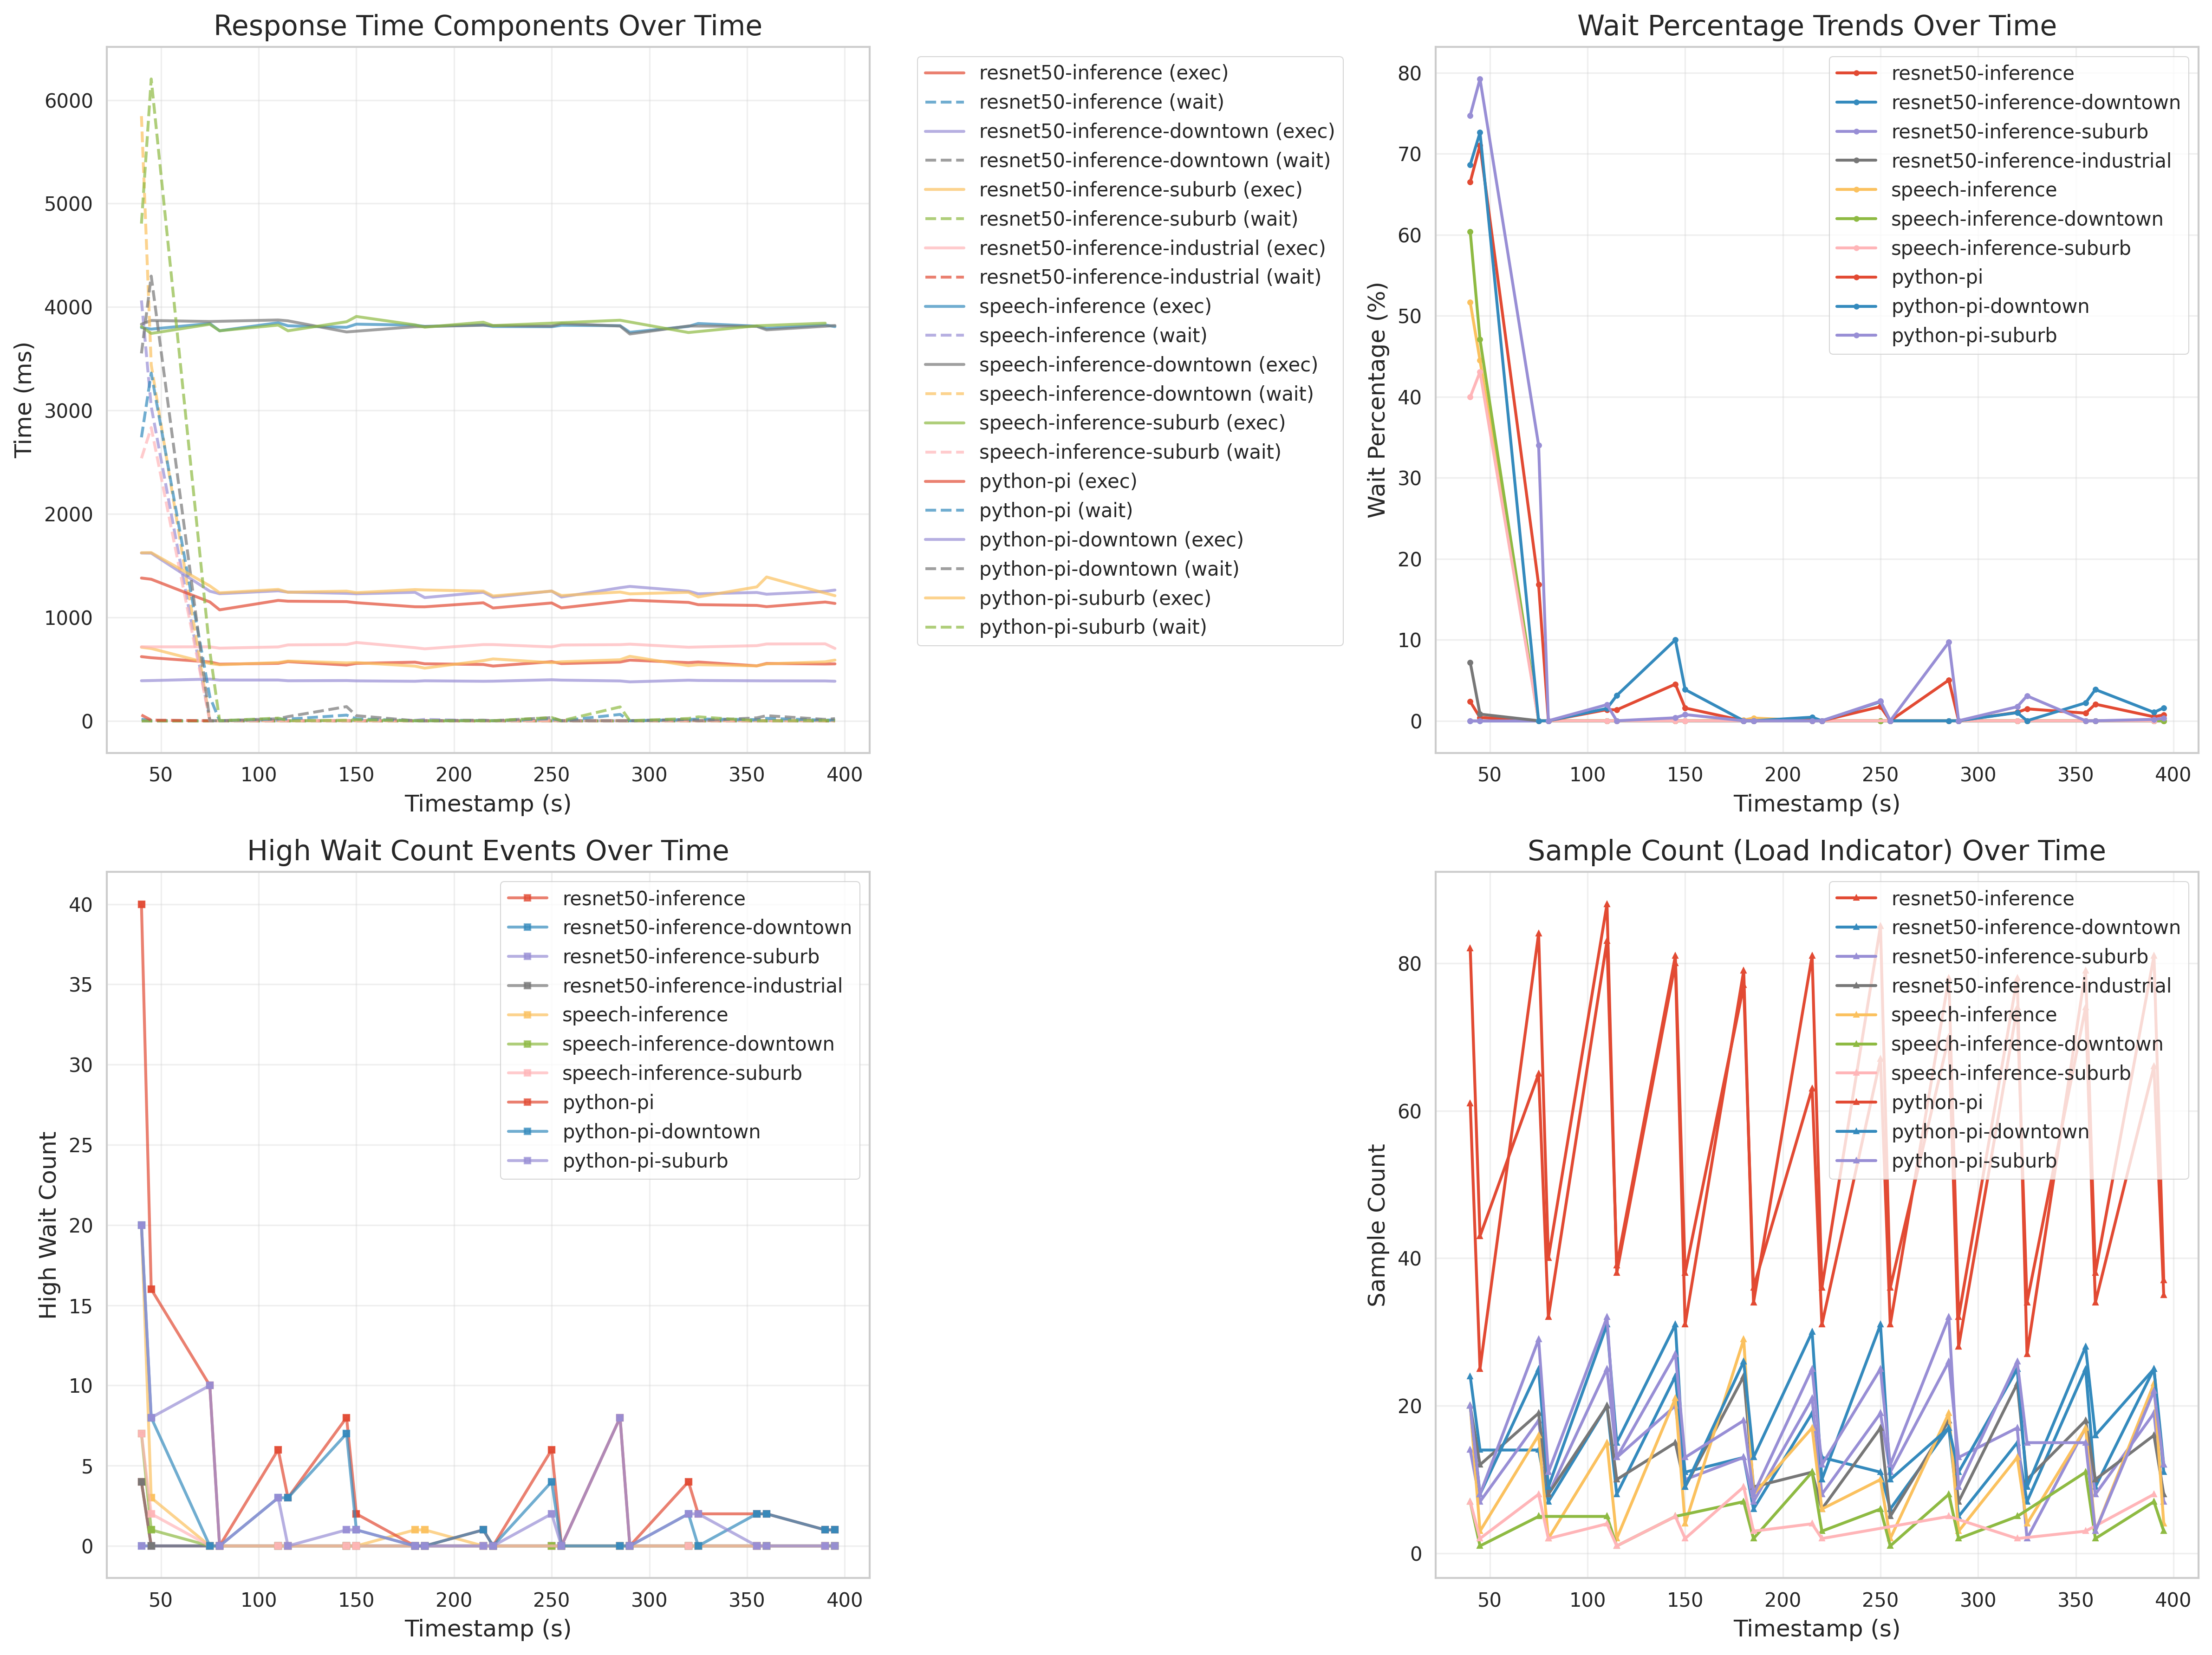 Response Time Components Over Time
Time (ms)
6000
5000
4000
3000
2000
1000
0
50 100 150 200 250 300 350 400
Timestamp (s)
resnet50-inference (exec)
resnet50-inference (wait)
resnet50-inference-downtown (exec)
resnet50-inference-downtown (wait)
resnet50-inference-suburb (exec)
resnet50-inference-suburb (wait)
resnet50-inference-industrial (exec)
resnet50-inference-industrial (wait)
speech-inference (exec)
speech-inference (wait)
speech-inference-downtown (exec)
speech-inference-downtown (wait)
speech-inference-suburb (exec)
speech-inference-suburb (wait)
python-pi (exec)
python-pi (wait)
python-pi-downtown (exec)
python-pi-downtown (wait)
python-pi-suburb (exec)
python-pi-suburb (wait)
Wait Percentage Trends Over Time
Wait Percentage (%)
80
70
60
50
40
30
20
10
0
50 100 150 200 250 300 350 400
Timestamp (s)
resnet50-inference
resnet50-inference-downtown
resnet50-inference-suburb
resnet50-inference-industrial
speech-inference
speech-inference-downtown
speech-inference-suburb
python-pi
python-pi-downtown
python-pi-suburb
High Wait Count Events Over Time
High Wait Count
40
35
30
25
20
15
10
5
0
50 100 150 200 250 300 350 400
Timestamp (s)
resnet50-inference
resnet50-inference-downtown
resnet50-inference-suburb
resnet50-inference-industrial
speech-inference
speech-inference-downtown
speech-inference-suburb
python-pi
python-pi-downtown
python-pi-suburb
Sample Count (Load Indicator) Over Time
Sample Count
80
60
40
20
0
50 100 150 200 250 300 350 400
Timestamp (s)
resnet50-inference
resnet50-inference-downtown
resnet50-inference-suburb
resnet50-inference-industrial
speech-inference
speech-inference-downtown
speech-inference-suburb
python-pi
python-pi-downtown
python-pi-suburb